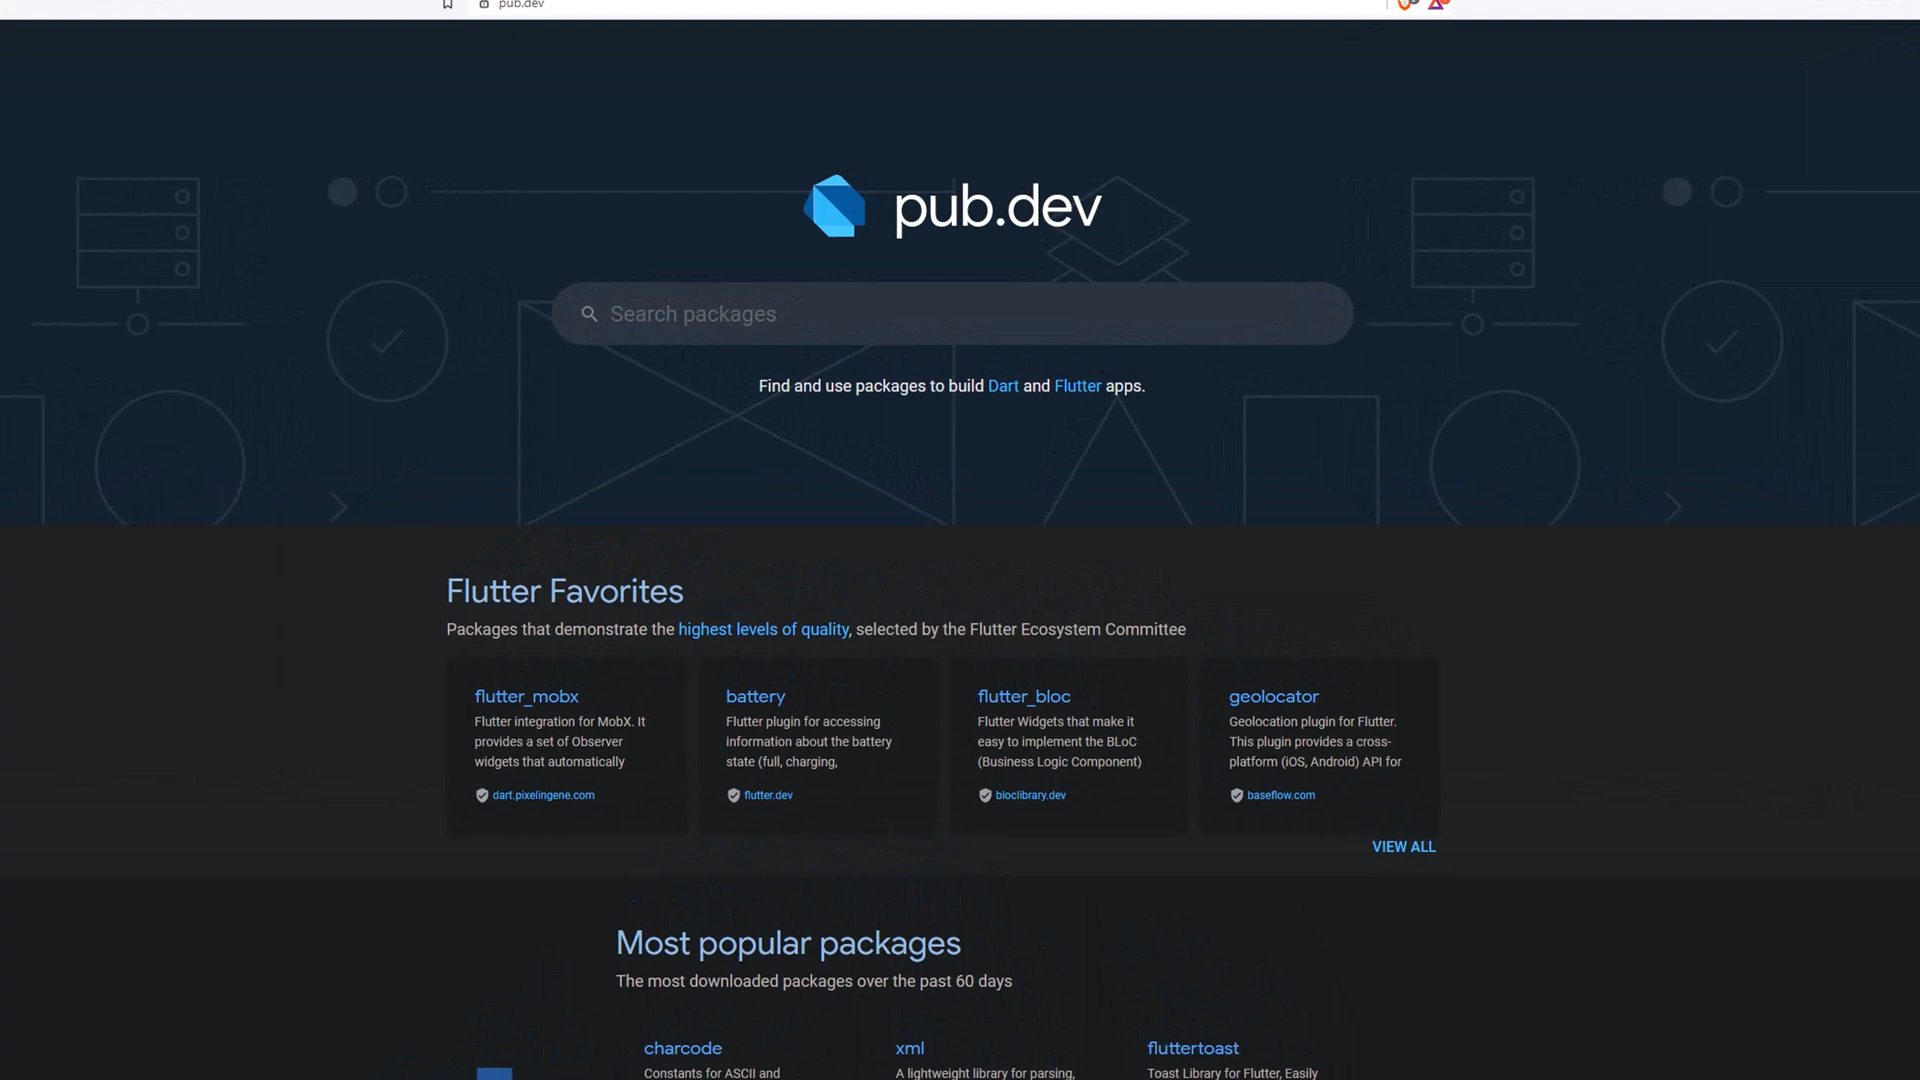 pub.dev
pub.dev
Search packages
Find and use packages to build Dart and Flutter apps.
Flutter Favorites
Packages that demonstrate the highest levels of quality, selected by the Flutter Ecosystem Committee
flutter_mobx
Flutter integration for MobX. It
provides a set of Observer
widgets that automatically
dart.pixelingene.com
battery
Flutter plugin for accessing
information about the battery
state (full, charging,
flutter.dev
flutter_bloc
Flutter Widgets that make it
easy to implement the BLoC
(Business Logic Component)
bloclibrary.dev
geolocator
Geolocation plugin for Flutter.
This plugin provides a cross-
platform (iOS, Android) API for
baseflow.com
VIEW ALL
Most popular packages
The most downloaded packages over the past 60 days
charcode
Constants for ASCII and
xml
A lightweight library for parsing,
fluttertoast
Toast Library for Flutter, Easily